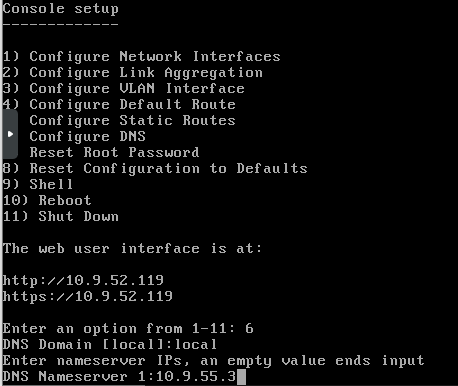 Console setup
-------------
1) Configure Network Interfaces
2) Configure Link Aggregation
3) Configure VLAN Interface
4) Configure Default Route
Configure Static Routes
Configure DNS
Reset Root Password
8) Reset Configuration to Defaults
9) Shell
10) Reboot
11) Shut Down
The web user interface is at:
http://10.9.52.119
https://10.9.52.119
Enter an option from 1-11: 6
DNS Domain [local]:local
Enter nameserver IPs, an empty value ends input
DNS Nameserver 1:10.9.55.3